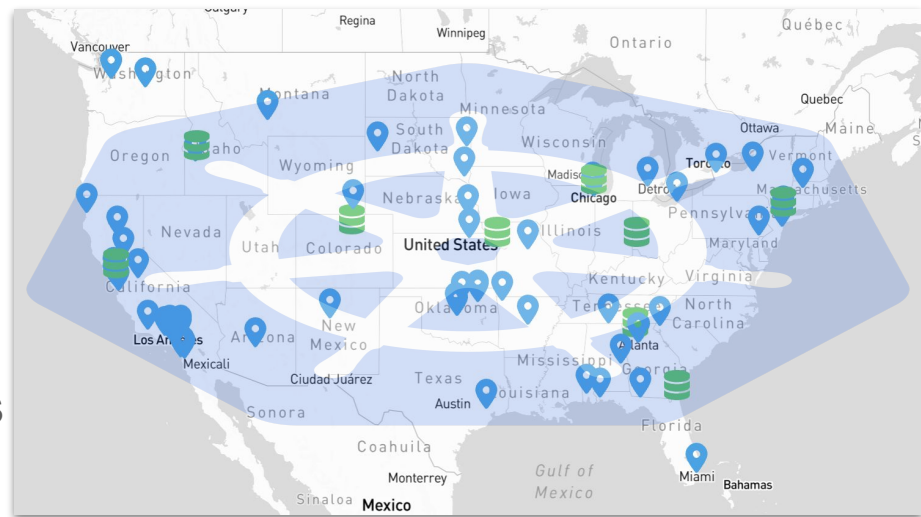 Calgary
Regina
Winnipeg
Vancouver
Washington
Ontario
Québec
Montana
North
Dakota
Minnesota
Quebec
Ottawa
Maine
Oregon
Idaho
South
Dakota
Wisconsin
Toronto
Vermont
Wyoming
Madison
Detroit
Massachusetts
Chicago
Nebraska
Iowa
Pennsylvania
Nevada
Utah
Colorado
United States
Illinois
Maryland
California
Kentucky
Virginia
Oklahoma
Tennessee
North
Carolina
Los Angeles
Arizona
New
Mexico
Atlanta
Mexicali
Ciudad Juárez
Texas
Mississippi
Georgia
Austin
Louisiana
Sonora
Florida
Coahuila
Monterrey
Gulf of
Mexico
Miami
Bahamas
Sinaloa
Mexico
s